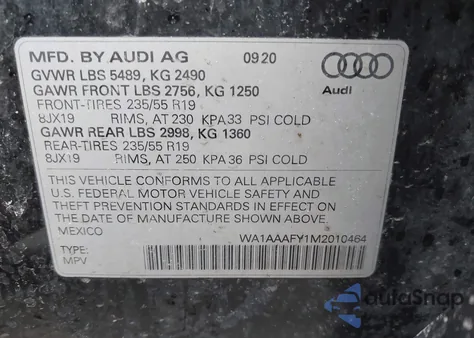 MFD. BY AUDI AG 0920
GVWR LBS 5489, KG 2490
GAWR FRONT LBS 2756, KG 1250
Audi
FRONT-TIRES 235/55 R19
8JX19 RIMS, AT 230 KPA33 PSI COLD
GAWR REAR LBS 2998, KG 1360
REAR-TIRES 235/55 R19
8JX19 RIMS, AT 250 KPA36 PSI COLD
THIS VEHICLE CONFORMS TO ALL APPLICABLE
U.S. FEDERAL MOTOR VEHICLE SAFETY AND
THEFT PREVENTION STANDARDS IN EFFECT ON THE
DATE OF MANUFACTURE SHOWN ABOVE.
MEXICO WA1AAAFY1M2010464
TYPE:
MPV
autoSnap